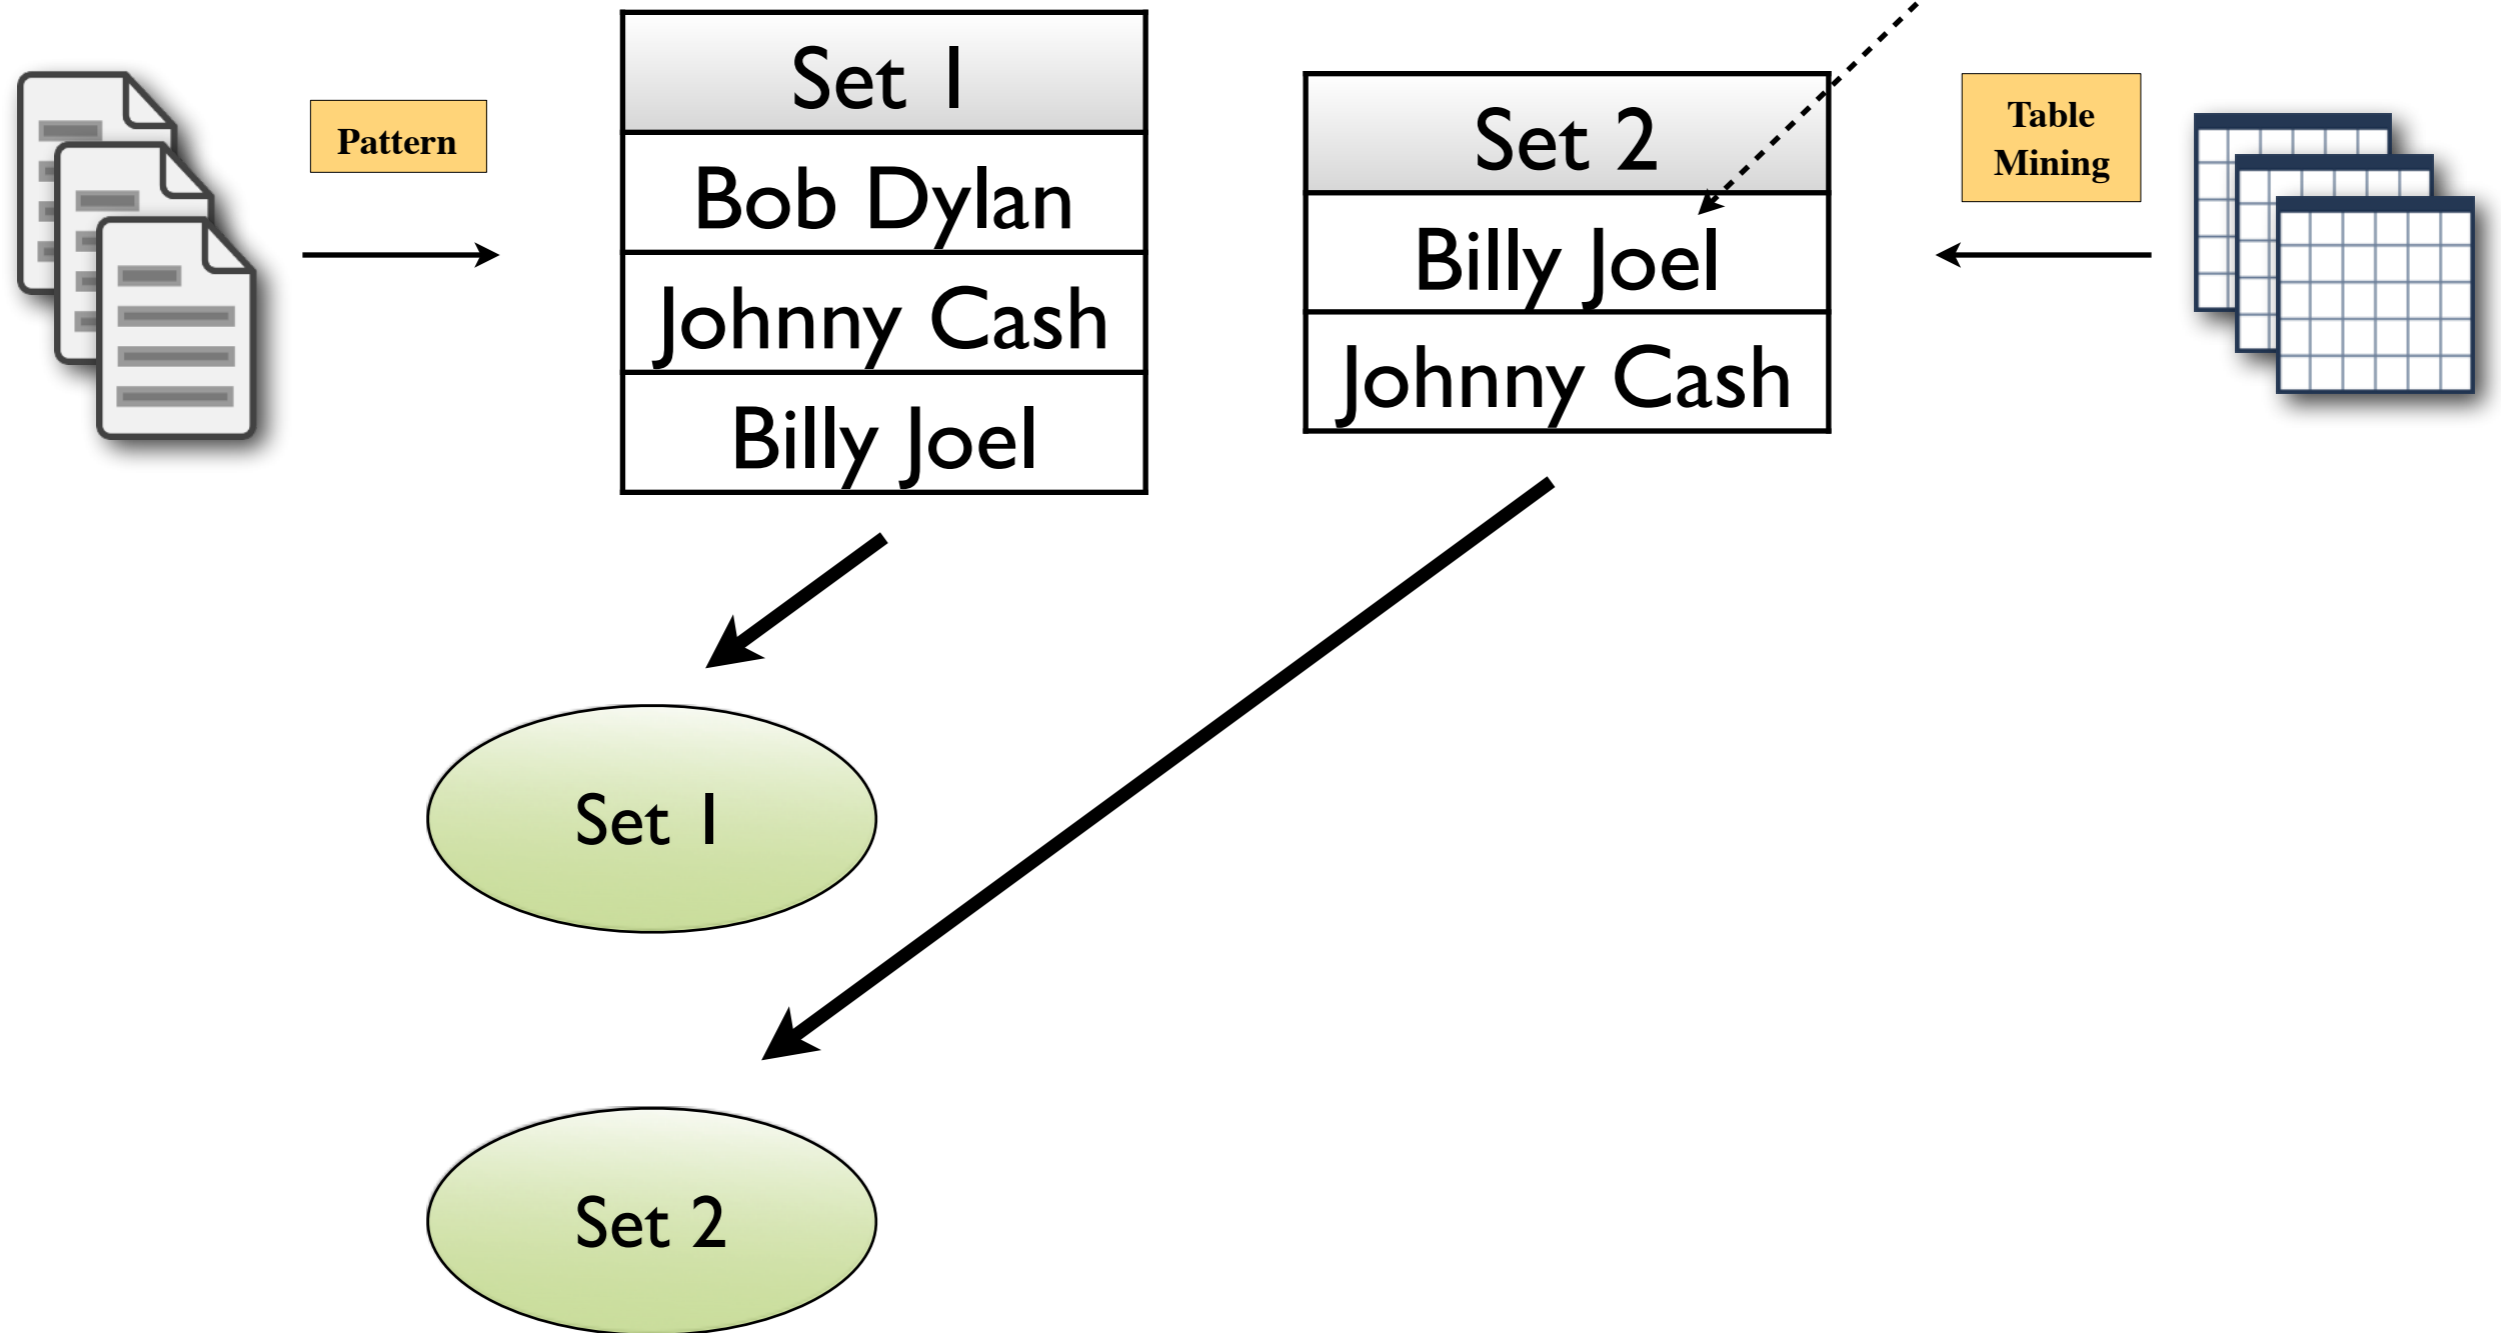 Pattern
Set 1
Bob Dylan
Johnny Cash
Billy Joel
Set 2
Billy Joel
Johnny Cash
Table
Mining
Set 1
Set 2